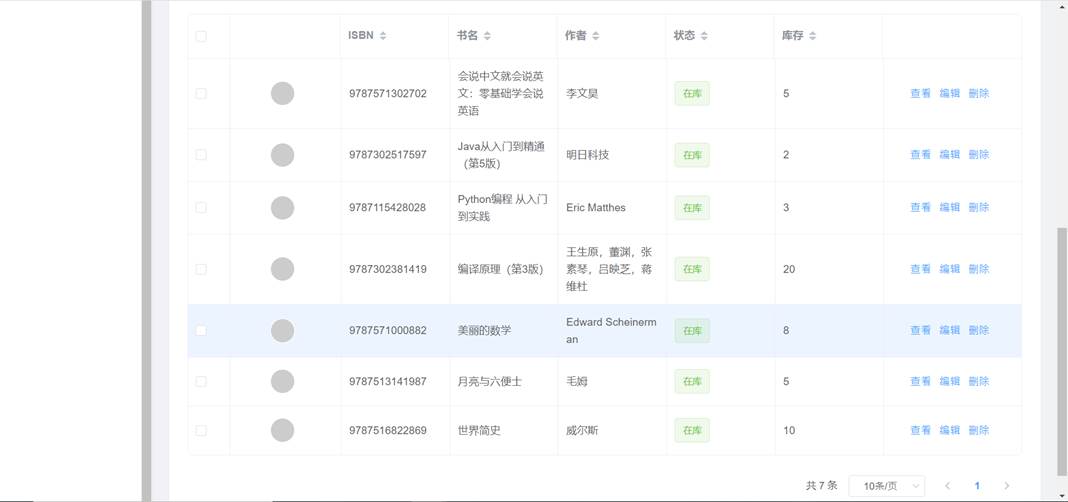 ISBN 书名 作者 状态 库存
会说中文就会说英
文：零基础学会说
英语
9787571302702 李文昊 在库 5 查看 编辑 删除
Java从入门到精通
（第5版）
9787302517597 明日科技 在库 2 查看 编辑 删除
Python编程 从入门
到实践
9787115428028 Eric Matthes 在库 3 查看 编辑 删除
王生原，董渊，张
素琴，吕映芝，蒋
维杜
9787302381419 编译原理（第3版） 在库 20 查看 编辑 删除
Edward Scheinerm
an
9787571000882 美丽的数学 在库 8 查看 编辑 删除
9787513141987 月亮与六便士 毛姆 在库 5 查看 编辑 删除
9787516822869 世界简史 威尔斯 在库 10 查看 编辑 删除
共 7 条 10条/页 1